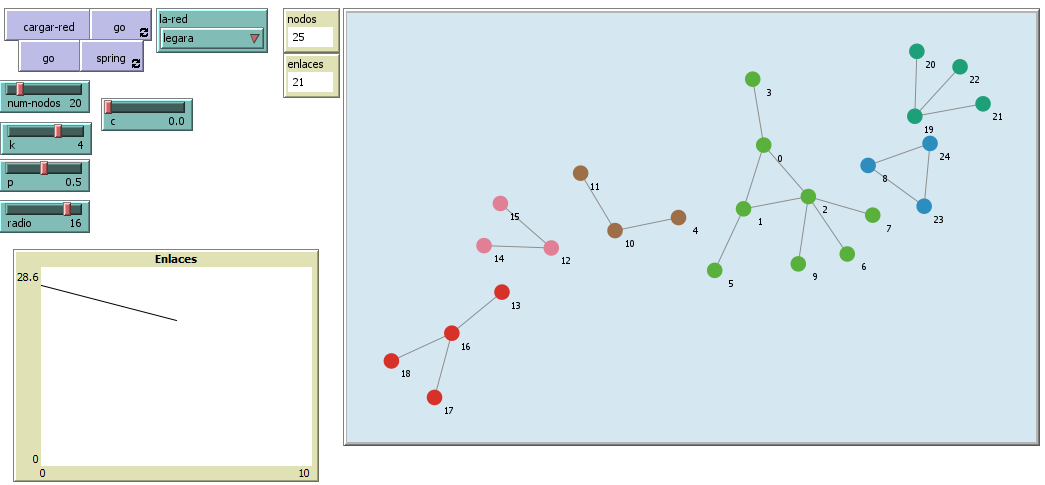 cargar-red
go
go
spring
la-red
legara
nodos
25
enlaces
21
num-nodos 20
c 0.0
k 4
p 0.5
radio 16
Enlaces
28.6
0
0
10
20
22
3
21
19
24
0
8
11
15
2
23
1
7
4
10
14
12
6
9
5
13
16
18
17